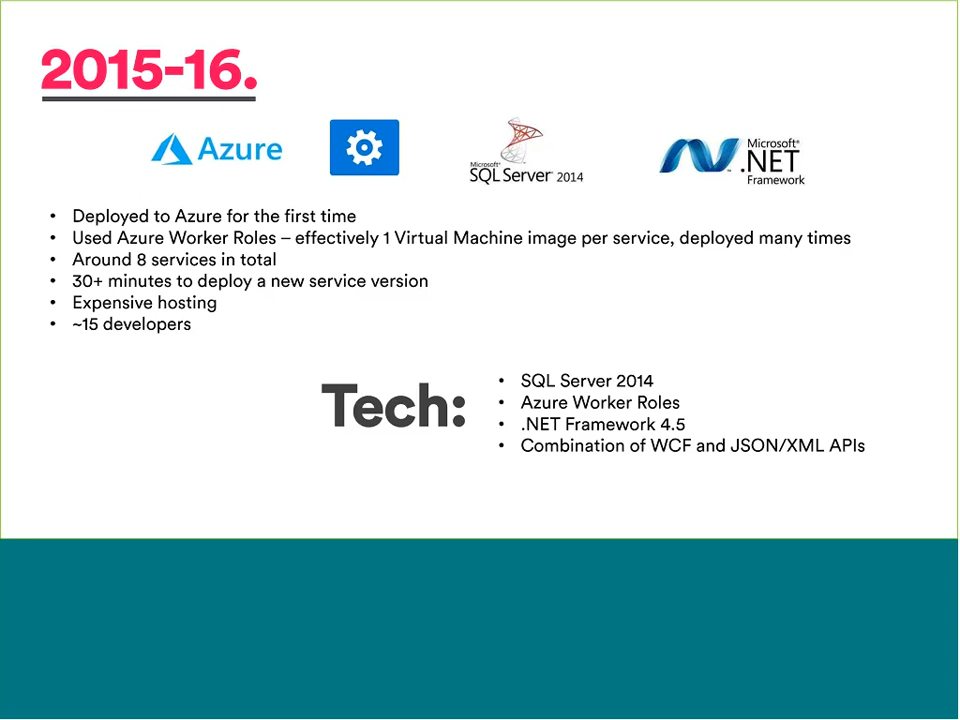 2015-16.
Azure
Microsoft®
SQL Server® 2014
Microsoft®
.NET
Framework
• Deployed to Azure for the first time
• Used Azure Worker Roles – effectively 1 Virtual Machine image per service, deployed many times
• Around 8 services in total
• 30+ minutes to deploy a new service version
• Expensive hosting
• ~15 developers
Tech:
• SQL Server 2014
• Azure Worker Roles
• .NET Framework 4.5
• Combination of WCF and JSON/XML APIs